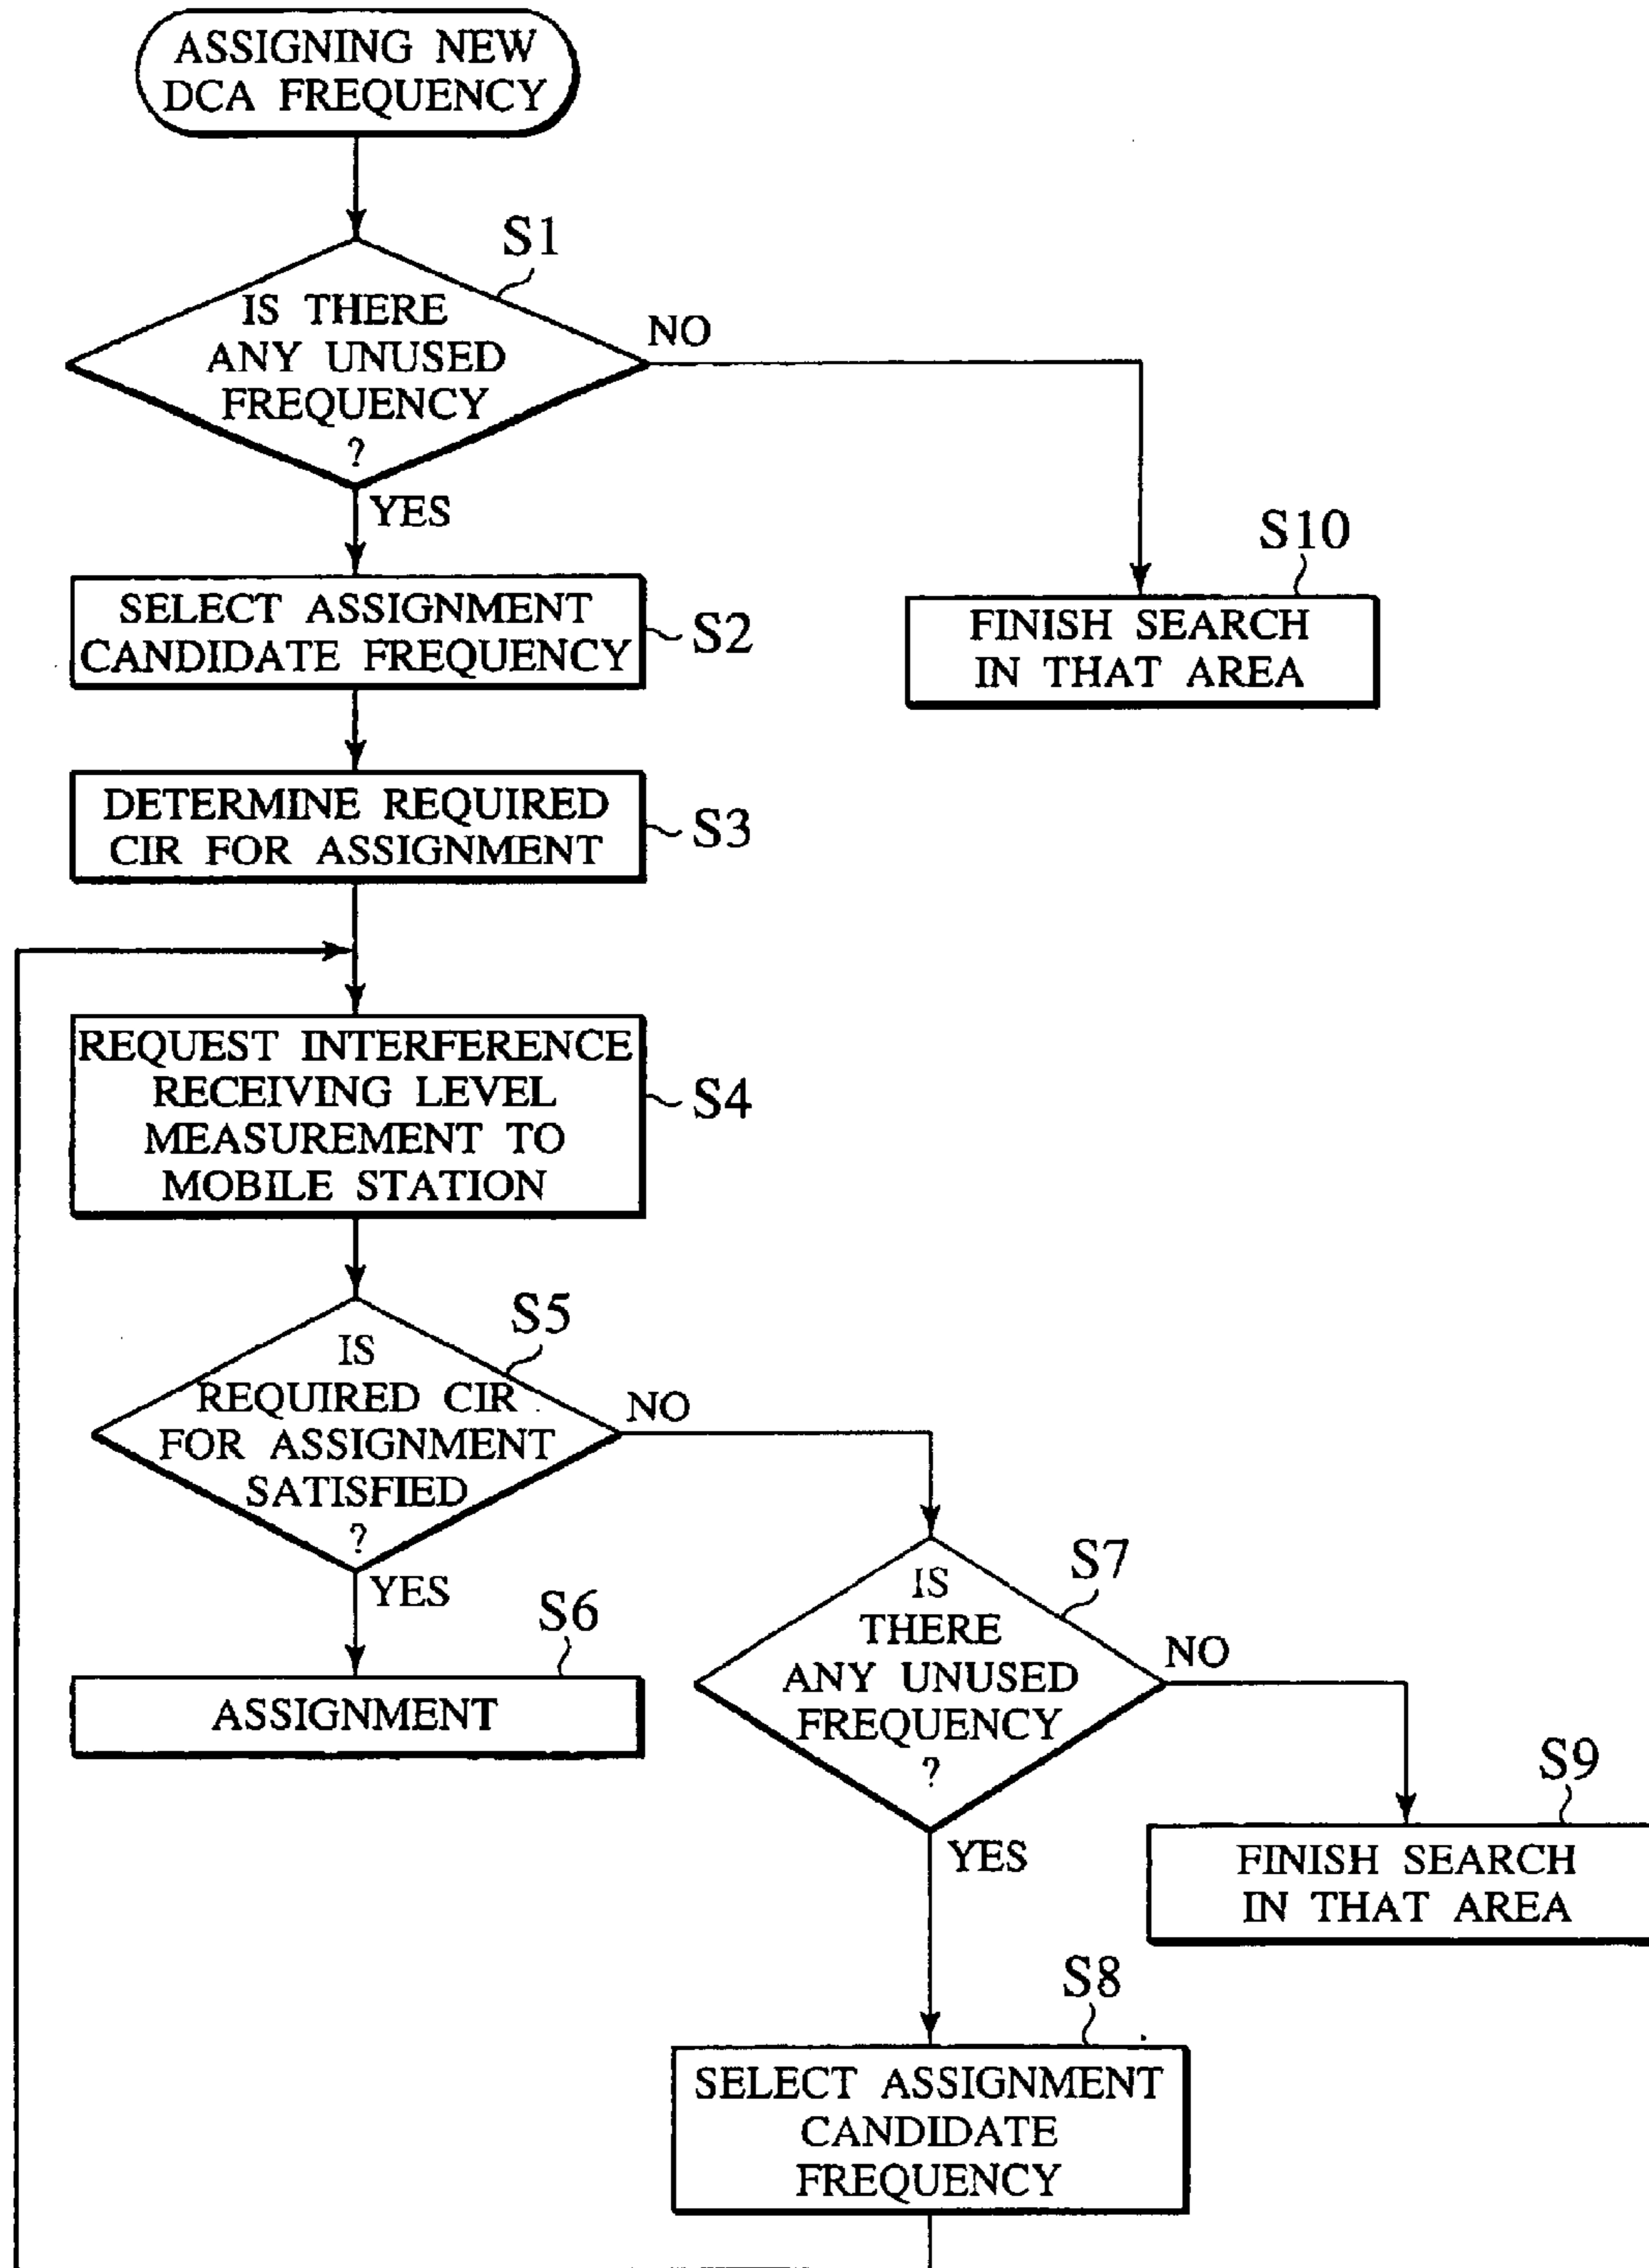 ASSIGNING NEW
DCA FREQUENCY
S1
IS THERE
ANY UNUSED
FREQUENCY
?
NO
YES
S10
FINISH SEARCH
IN THAT AREA
SELECT ASSIGNMENT
CANDIDATE FREQUENCY
S2
DETERMINE REQUIRED
CIR FOR ASSIGNMENT
S3
REQUEST INTERFERENCE
RECEIVING LEVEL
MEASUREMENT TO
MOBILE STATION
S4
S5
IS
REQUIRED CIR
FOR ASSIGNMENT
SATISFIED
?
NO
YES
S6
ASSIGNMENT
S7
IS
THERE
ANY UNUSED
FREQUENCY
?
NO
YES
S9
FINISH SEARCH
IN THAT AREA
S8
SELECT ASSIGNMENT
CANDIDATE
FREQUENCY